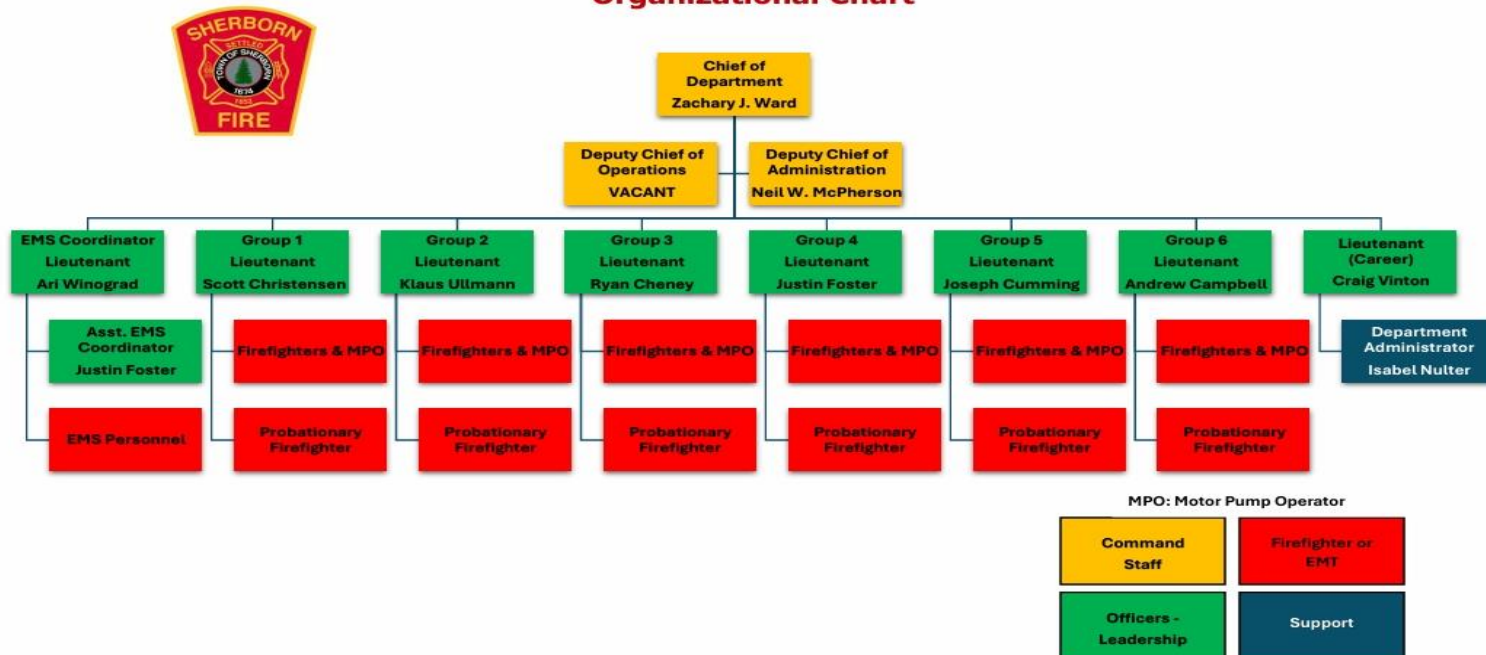 Organizational Chart
SHERBORN
SETTLED
TOWN OF SHERBORN
1674
1652
FIRE
Chief of
Department
Zachary J. Ward
Deputy Chief of
Operations
VACANT
Deputy Chief of
Administration
Neil W. McPherson
EMS Coordinator
Lieutenant
Ari Winograd
Group 1
Lieutenant
Scott Christensen
Group 2
Lieutenant
Klaus Ullmann
Group 3
Lieutenant
Ryan Cheney
Group 4
Lieutenant
Justin Foster
Group 5
Lieutenant
Joseph Cumming
Group 6
Lieutenant
Andrew Campbell
Lieutenant
(Career)
Craig Vinton
Asst. EMS
Coordinator
Justin Foster
Firefighters & MPO
Firefighters & MPO
Firefighters & MPO
Firefighters & MPO
Firefighters & MPO
Firefighters & MPO
Department
Administrator
Isabel Nulter
EMS Personnel
Probationary
Firefighter
Probationary
Firefighter
Probationary
Firefighter
Probationary
Firefighter
Probationary
Firefighter
Probationary
Firefighter
MPO: Motor Pump Operator
Command
Staff
Firefighter or
EMT
Officers -
Leadership
Support